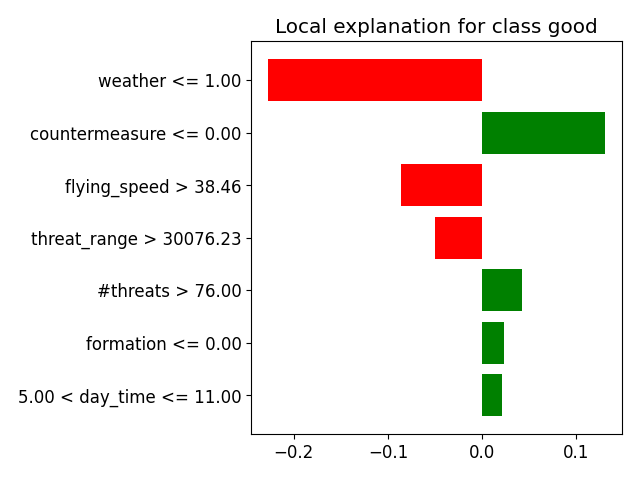 Local explanation for class good
weather <= 1.00
countermeasure <= 0.00
flying_speed > 38.46
threat_range > 30076.23
#threats > 76.00
formation <= 0.00
5.00 < day_time <= 11.00
−0.2 −0.1 0.0 0.1